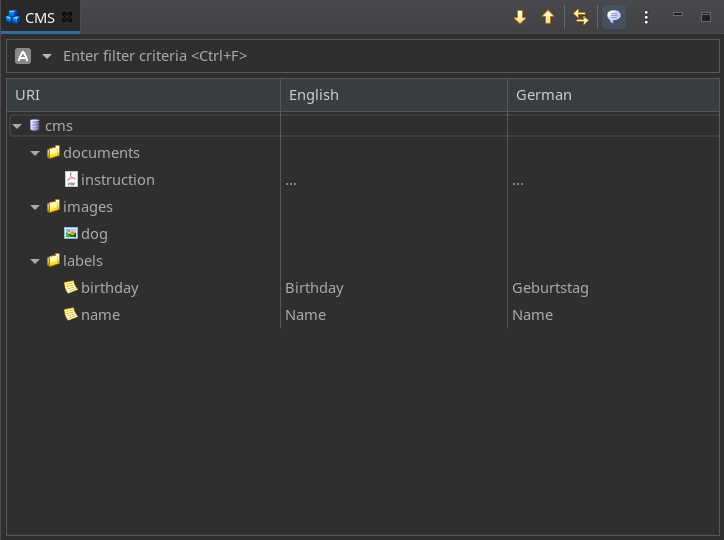 CMS
A Enter filter criteria <Ctrl+F>
URI English German
cms
documents
instruction ... ...
images
dog
labels
birthday Birthday Geburtstag
name Name Name